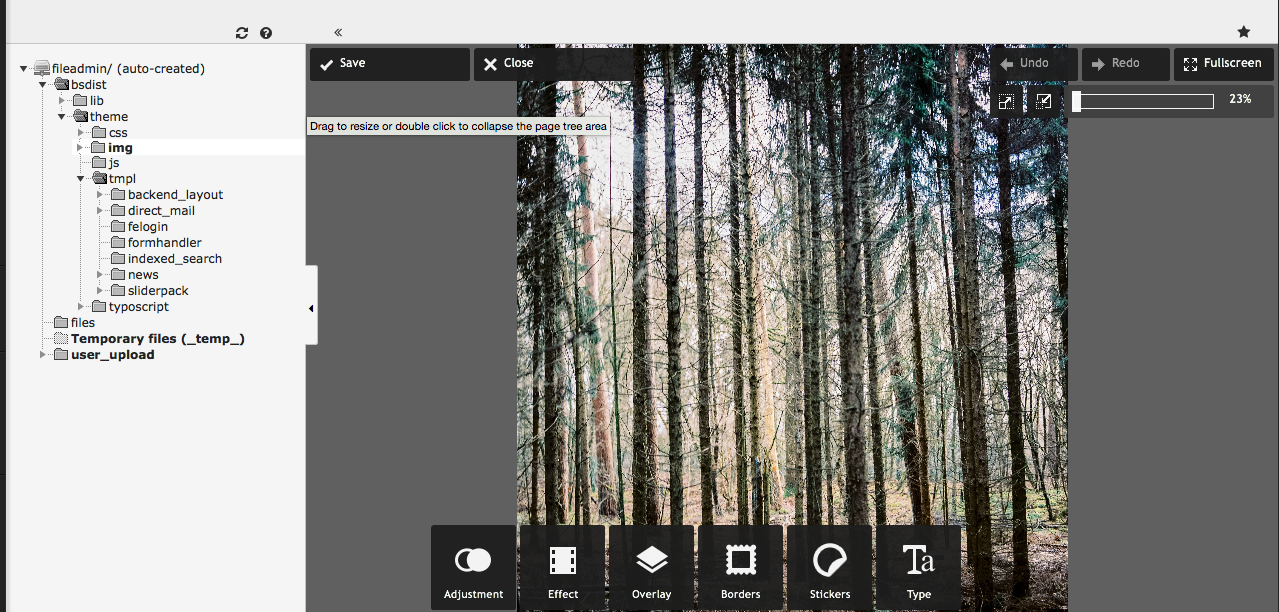 «
fileadmin/ (auto-created)
bsdist
lib
theme
css
img
js
tmpl
backend_layout
direct_mail
felogin
formhandler
indexed_search
news
sliderpack
typoscript
files
Temporary files (_temp_)
user_upload
Save
Close
Undo
Redo
Fullscreen
23%
Drag to resize or double click to collapse the page tree area
Adjustment
Effect
Overlay
Borders
Ta
Stickers
Type